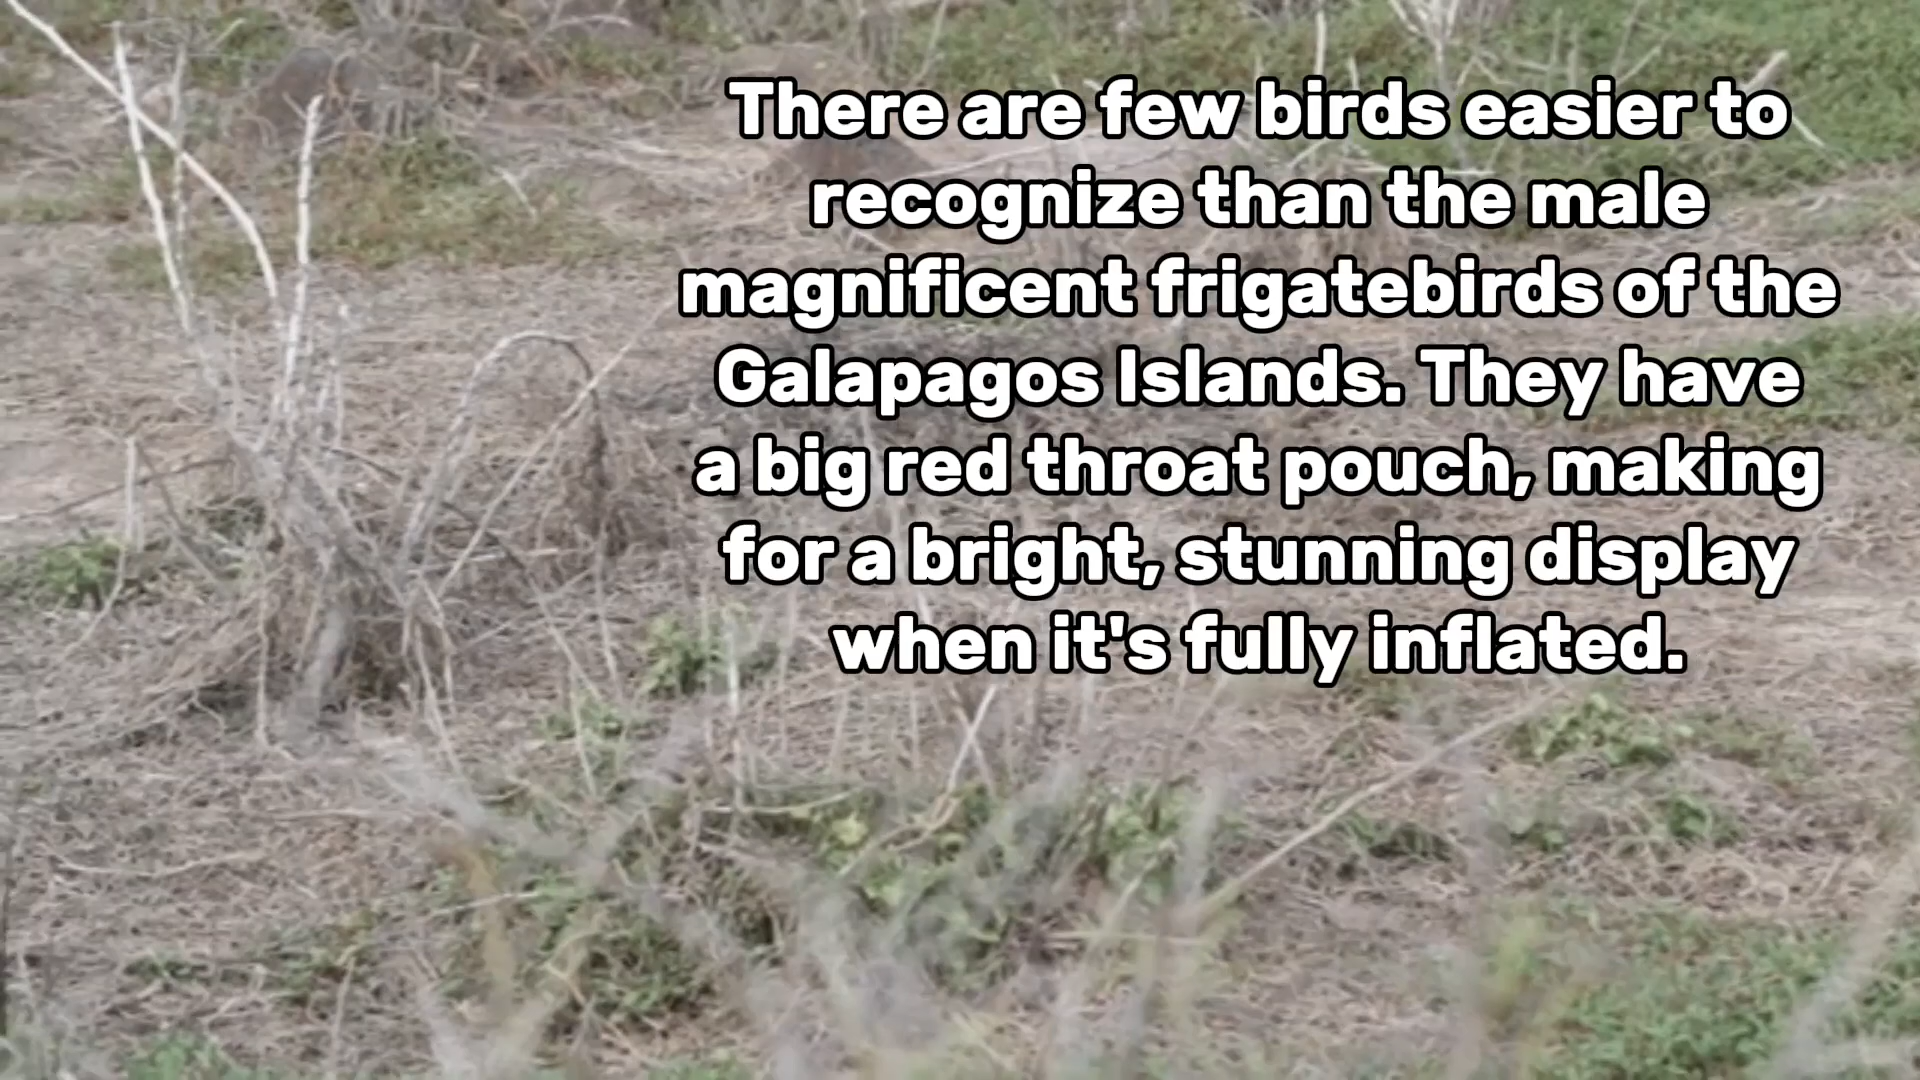 There are few birds easier to
recognize than the male
magnificent frigatebirds of the
Galapagos Islands. They have
a big red throat pouch, making
for a bright, stunning display
when it's fully inflated.